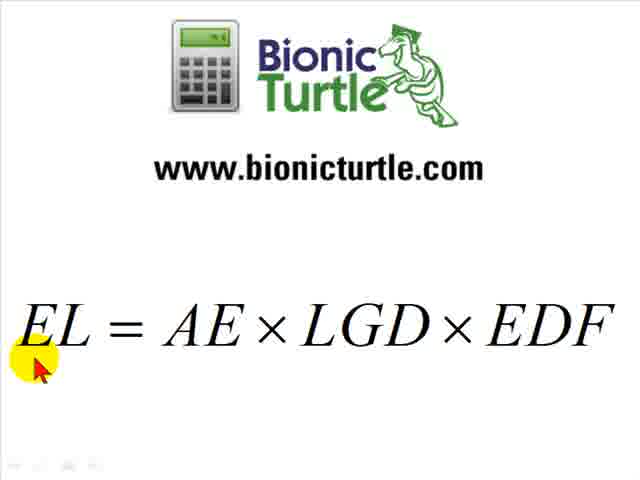 Bionic
Turtle
www.bionicturtle.com
EL = AE × LGD × EDF